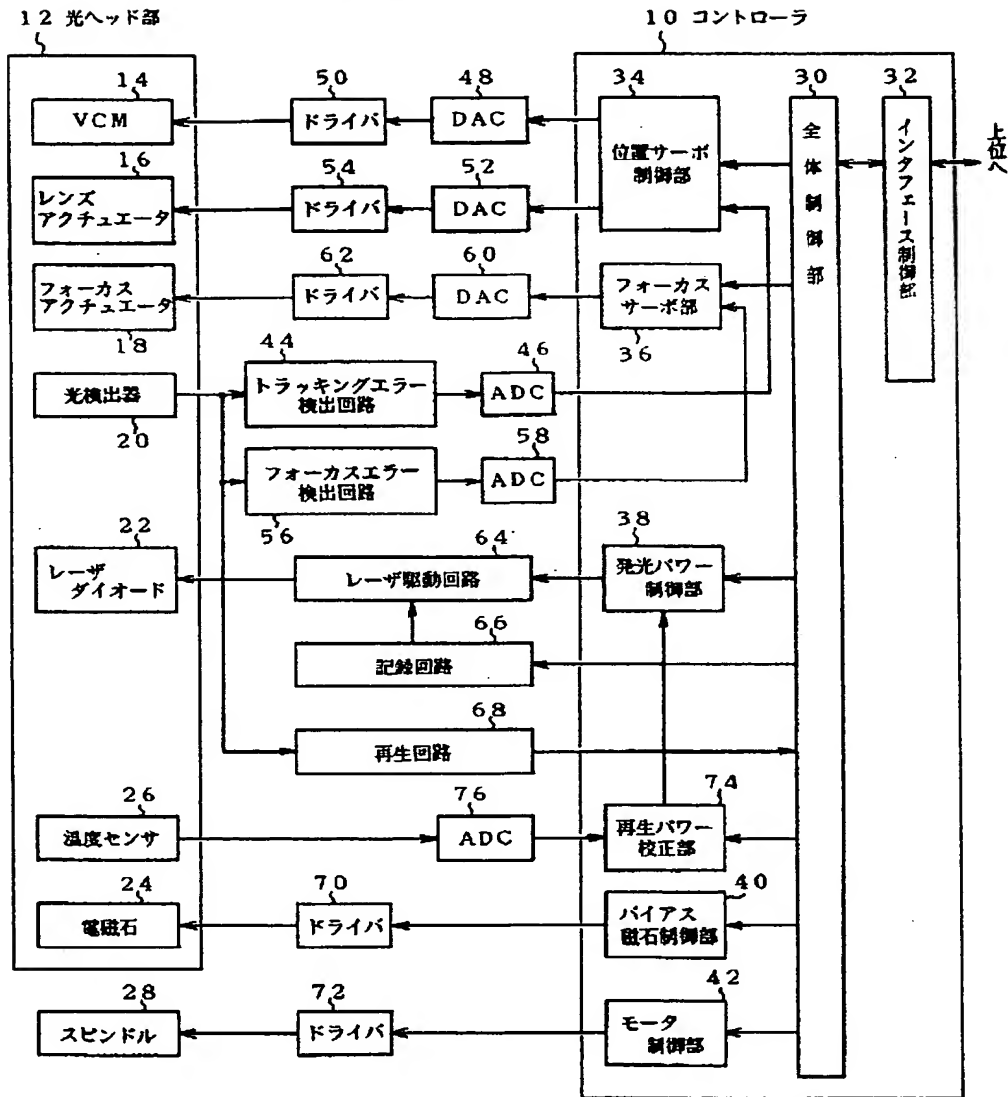 12 光ヘッド部
10 コントローラ
14
VCM
50
ドライバ
48
DAC
34
位置サーボ
制御部
30
全体制御部
32
インタフェース制御部
上位へ
16
レンズ
アクチュエータ
54
ドライバ
52
DAC
フォーカス
アクチュエータ
18
62
ドライバ
60
DAC
フォーカス
サーボ部
36
光検出器
20
44
トラッキングエラー
検出回路
46
ADC
フォーカスエラー
検出回路
56
58
ADC
22
レーザ
ダイオード
64
レーザ駆動回路
38
発光パワー
制御部
66
記録回路
68
再生回路
26
温度センサ
76
ADC
74
再生パワー
校正部
24
電磁石
70
ドライバ
40
バイアス
磁石制御部
28
スピンドル
72
ドライバ
42
モータ
制御部